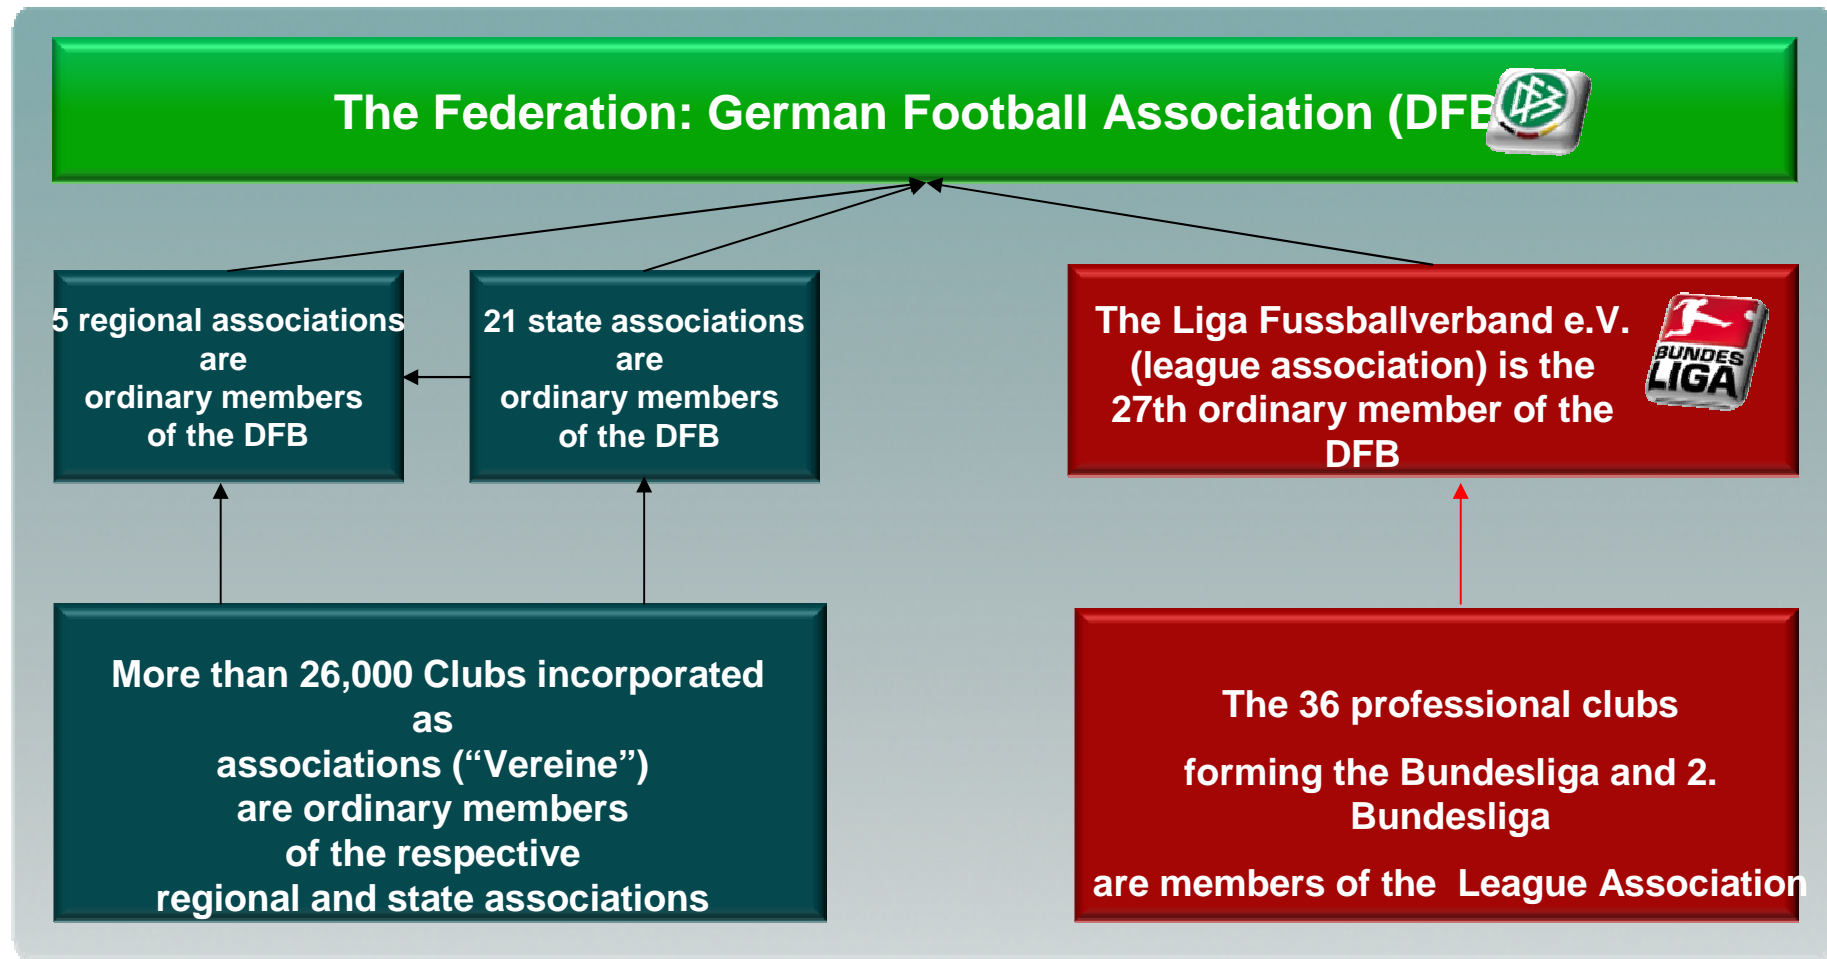 The Federation: German Football Association (DFB
5 regional associations
are
ordinary members
of the DFB
21 state associations
are
ordinary members
of the DFB
The Liga Fussballverband e.V.
(league association) is the
27th ordinary member of the
DFB
BUNDES
LIGA
More than 26,000 Clubs incorporated
as
associations (“Vereine”)
are ordinary members
of the respective
regional and state associations
The 36 professional clubs
forming the Bundesliga and 2.
Bundesliga
are members of the League Association